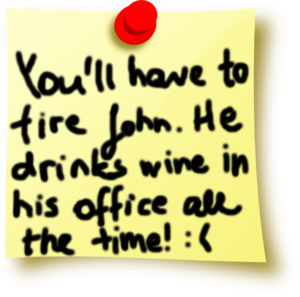 You'll have to
fire John. He
drinks wine in
his office all
the time! :(